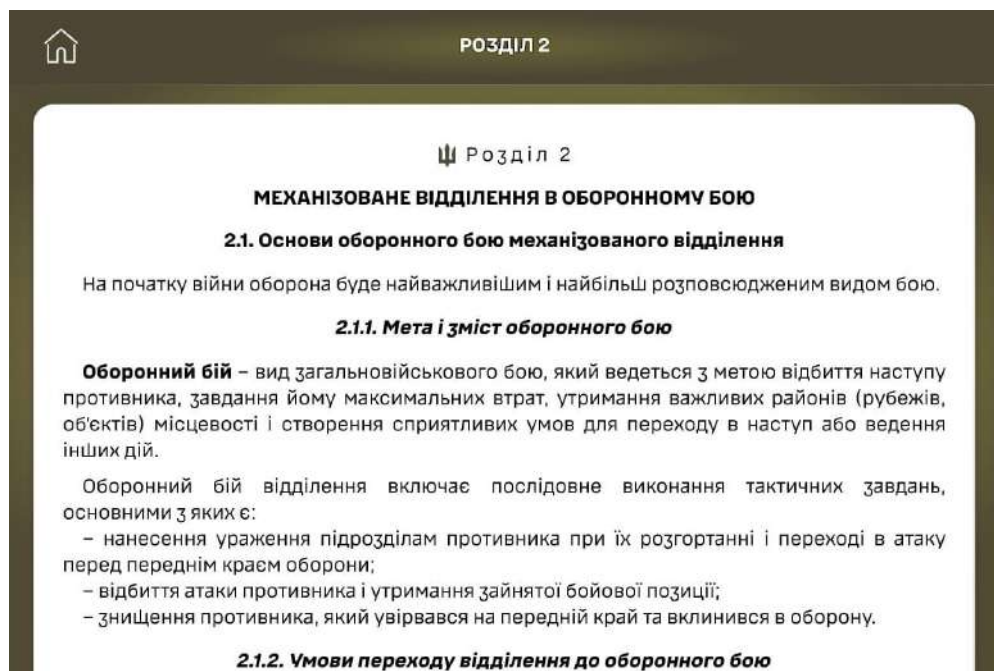 РОЗДІЛ 2
Розділ 2
МЕХАНІЗОВАНЕ ВІДДІЛЕННЯ В ОБОРОННОМУ БОЮ
2.1. Основи оборонного бою механізованого відділення
На початку війни оборона буде найважливішим і найбільш розповсюдженим видом бою.
2.1.1. Мета і зміст оборонного бою
Оборонний бій – вид загальновійськового бою, який ведеться з метою відбиття наступу
противника, завдання йому максимальних втрат, утримання важливих районів (рубежів,
об'єктів) місцевості і створення сприятливих умов для переходу в наступ або ведення
інших дій.
Оборонний бій відділення включає послідовне виконання тактичних завдань,
основними з яких є:
– нанесення ураження підрозділам противника при їх розгортанні і переході в атаку
перед переднім краєм оборони;
– відбиття атаки противника і утримання зайнятої бойової позиції;
– знищення противника, який увірвався на передній край та вклинився в оборону.
2.1.2. Умови переходу відділення до оборонного бою